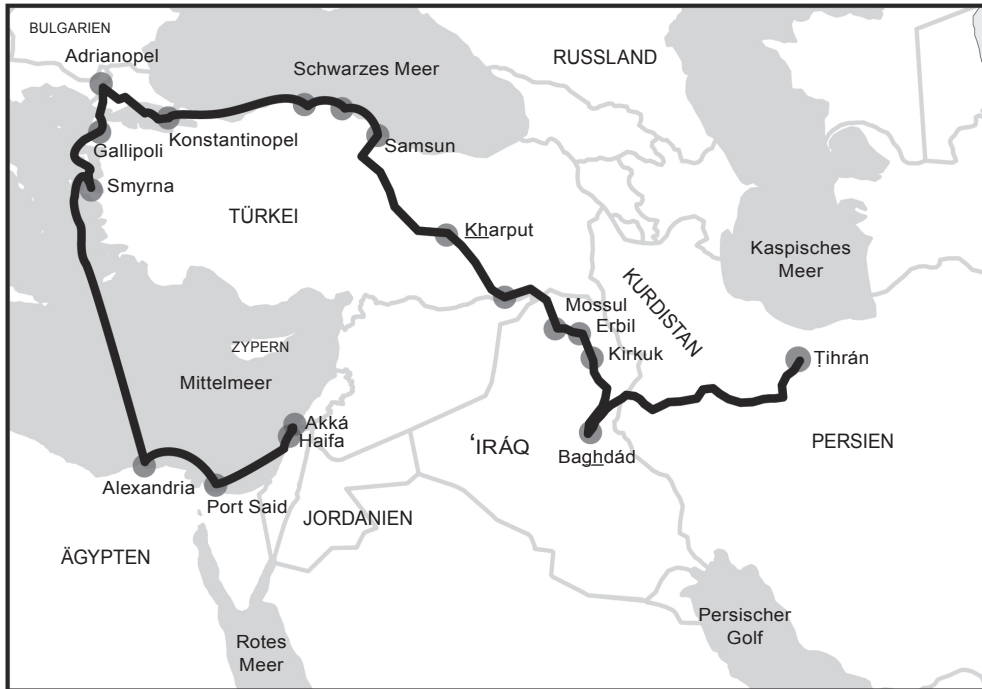 BULGARIEN
Adrianopel
RUSSLAND
Schwarzes Meer
Konstantinopel
Samsun
Gallipoli
Smyrna
TÜRKEI
Kharput
Kaspisches
Meer
KURDISTAN
Mossul
Erbil
Kirkuk
ZYPERN
Ṭihrán
Mittelmeer
Akká
Haifa
‘IRÁQ
PERSIEN
Baghdád
Alexandria
Port Said
JORDANIEN
ÄGYPTEN
Persischer
Golf
Rotes
Meer